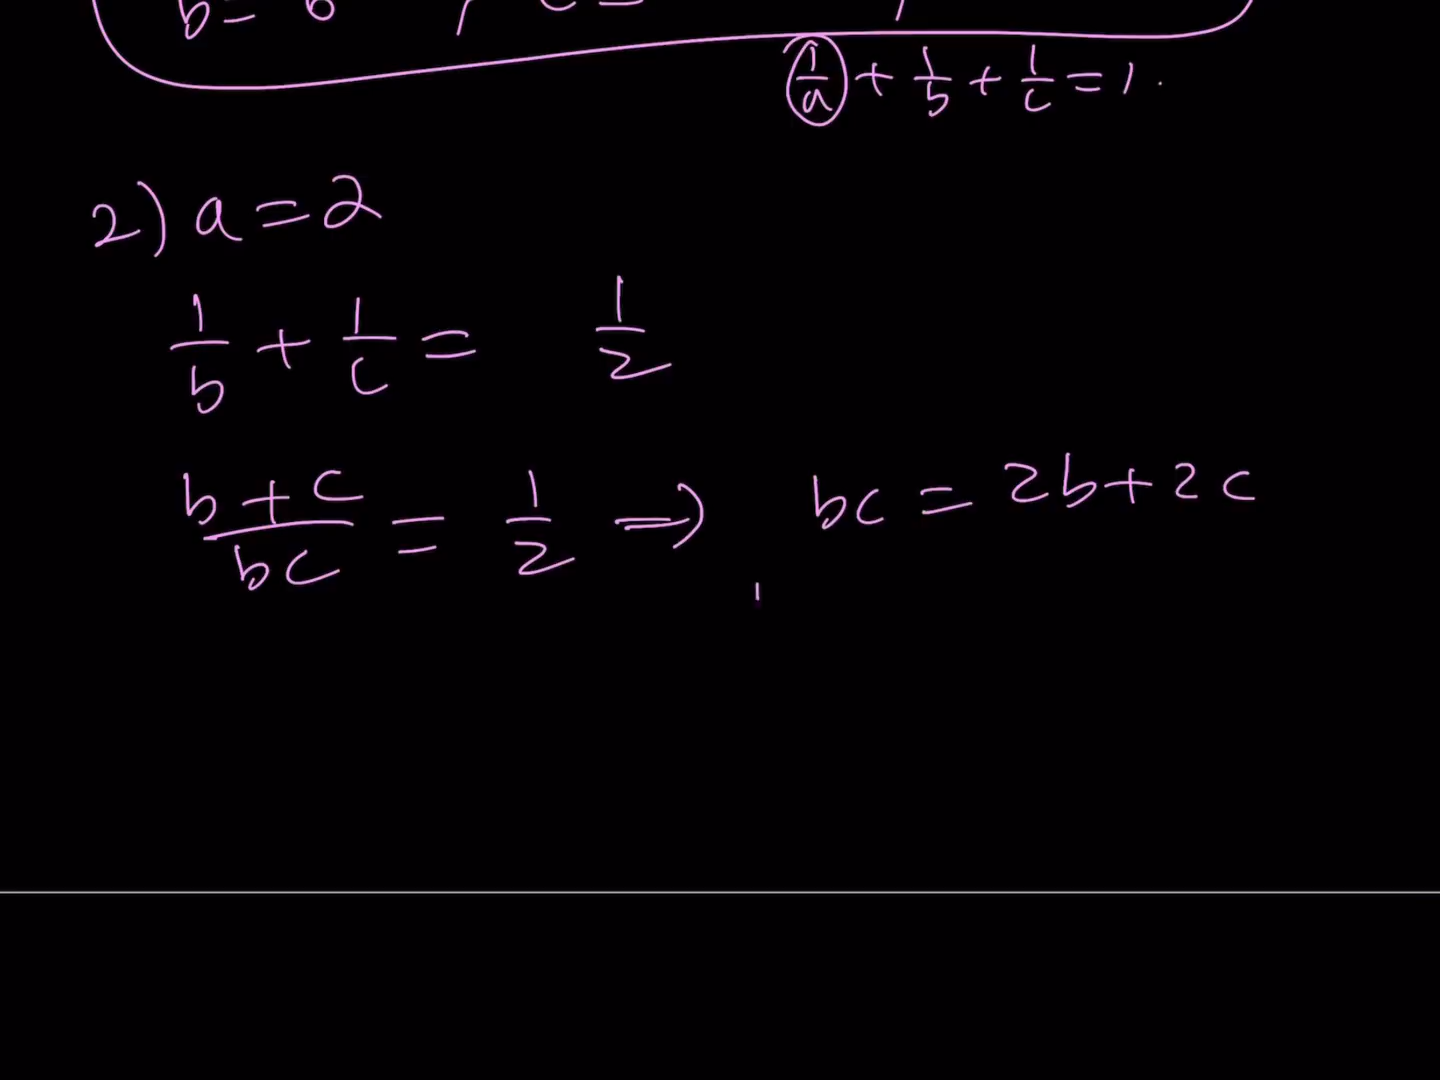 b=
1/a + 1/b + 1/c = 1.
2) a = 2
1/b + 1/c = 1/2
b + c / bc = 1/2 ⇒ bc = 2b + 2c